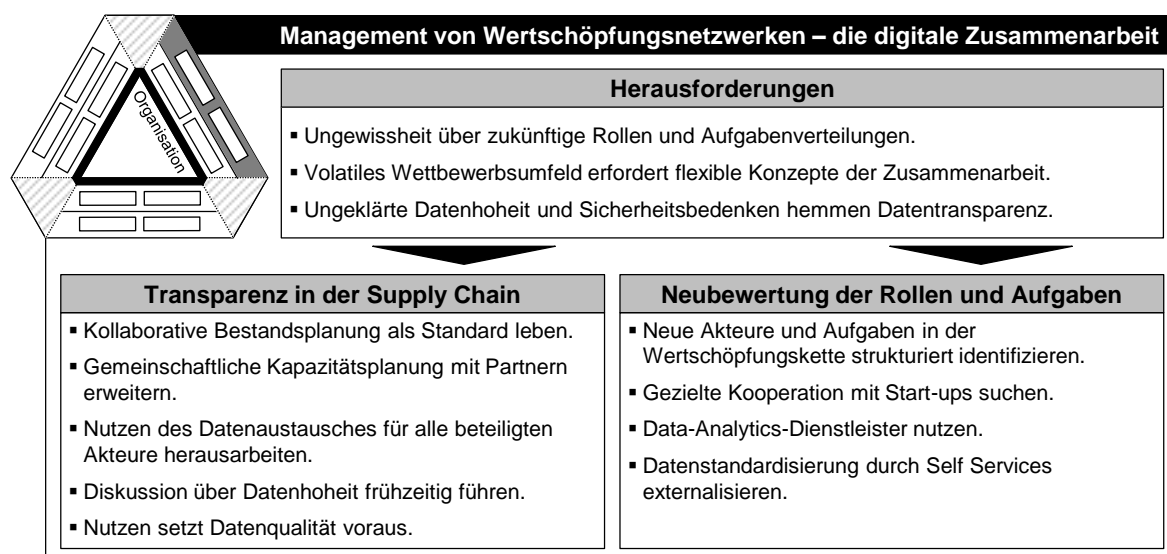 Management von Wertschöpfungsnetzwerken – die digitale Zusammenarbeit
Organisation
Herausforderungen
▪ Ungewissheit über zukünftige Rollen und Aufgabenverteilungen.
▪ Volatiles Wettbewerbsumfeld erfordert flexible Konzepte der Zusammenarbeit.
▪ Ungeklärte Datenhoheit und Sicherheitsbedenken hemmen Datentransparenz.
Transparenz in der Supply Chain
▪ Kollaborative Bestandsplanung als Standard leben.
▪ Gemeinschaftliche Kapazitätsplanung mit Partnern
erweitern.
▪ Nutzen des Datenaustausches für alle beteiligten
Akteure herausarbeiten.
▪ Diskussion über Datenhoheit frühzeitig führen.
▪ Nutzen setzt Datenqualität voraus.
Neubewertung der Rollen und Aufgaben
▪ Neue Akteure und Aufgaben in der
Wertschöpfungskette strukturiert identifizieren.
▪ Gezielte Kooperation mit Start-ups suchen.
▪ Data-Analytics-Dienstleister nutzen.
▪ Datenstandardisierung durch Self Services
externalisieren.